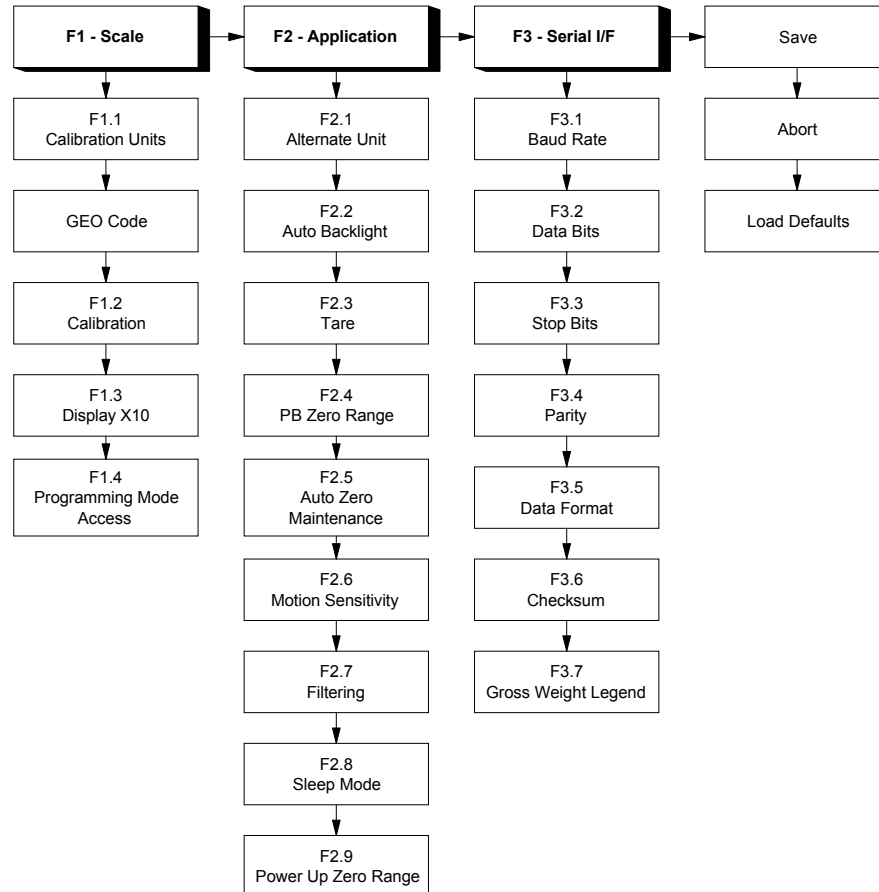 F1 - Scale
F2 - Application
F3 - Serial I/F
Save
F1.1
Calibration Units
GEO Code
F1.2
Calibration
F1.3
Display X10
F1.4
Programming Mode
Access
F2.1
Alternate Unit
F2.2
Auto Backlight
F2.3
Tare
F2.4
PB Zero Range
F2.5
Auto Zero
Maintenance
F2.6
Motion Sensitivity
F2.7
Filtering
F2.8
Sleep Mode
F2.9
Power Up Zero Range
F3.1
Baud Rate
F3.2
Data Bits
F3.3
Stop Bits
F3.4
Parity
F3.5
Data Format
F3.6
Checksum
F3.7
Gross Weight Legend
Abort
Load Defaults